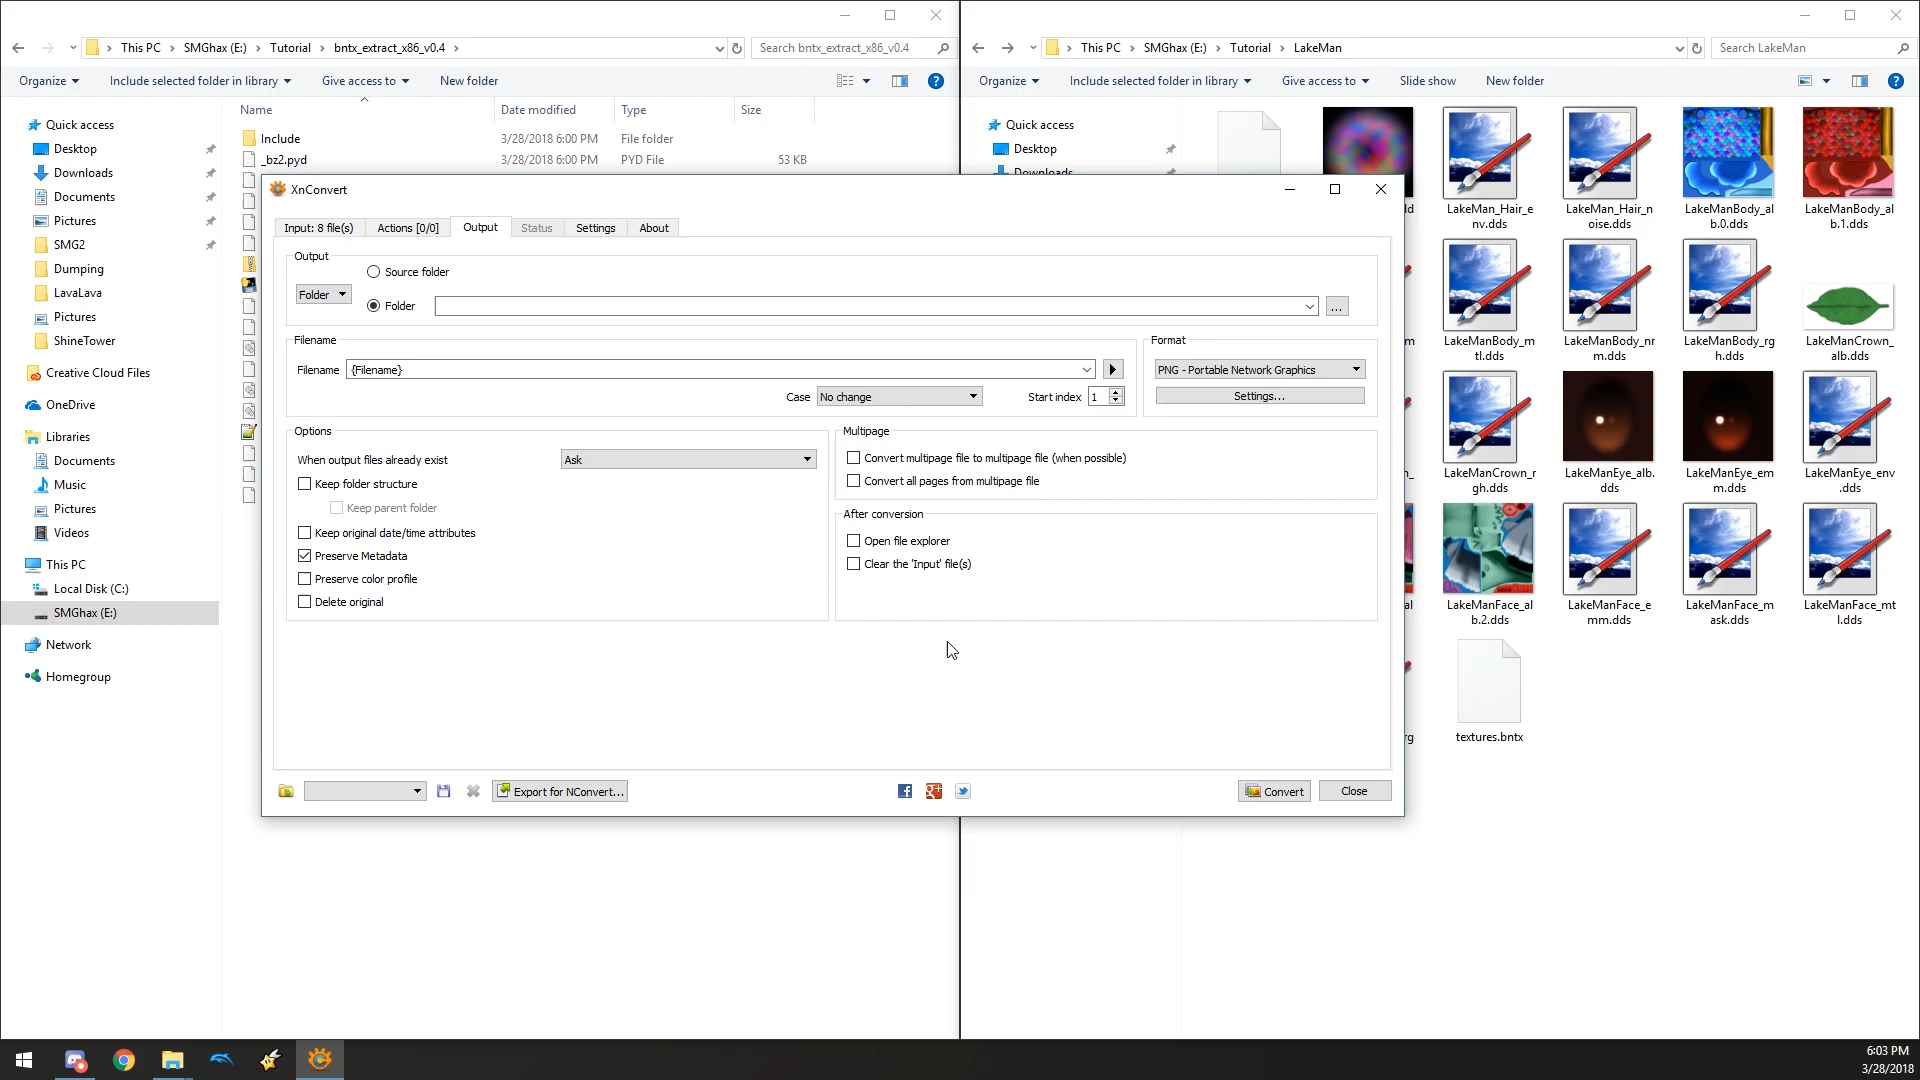 This PC
SMGhax (E:)
Tutorial
bntx_extract_x86_v0.4
Search bntx_extract_x86_v0.4
Organize
Include selected folder in library
Give access to
New folder
Name
Date modified
Type
Size
Quick access
Desktop
Downloads
Documents
Pictures
SMG2
Dumping
LavaLava
Pictures
ShineTower
Creative Cloud Files
OneDrive
Libraries
Documents
Music
Pictures
Videos
This PC
Local Disk (C:)
SMGhax (E:)
Network
Homegroup
Include 3/28/2018 6:00 PM File folder
_bz2.pyd 3/28/2018 6:00 PM PYD File 53 KB
This PC
SMGhax (E:)
Tutorial
LakeMan
Search LakeMan
Organize
Include selected folder in library
Give access to
Slide show
New folder
Quick access
Desktop
Downloads
LakeMan_Hair_e
nv.dds
LakeMan_Hair_n
oise.dds
LakeManBody_al
b.0.dds
LakeManBody_al
b.1.dds
LakeManBody_m
tl.dds
LakeManBody_nr
m.dds
LakeManBody_rg
h.dds
LakeManCrown_
alb.dds
LakeManCrown_r
gh.dds
LakeManEye_alb.
dds
LakeManEye_em
m.dds
LakeManEye_env
.dds
LakeManFace_al
b.2.dds
LakeManFace_e
mm.dds
LakeManFace_m
ask.dds
LakeManFace_mt
l.dds
textures.bntx
XnConvert
Input: 8 file(s)
Actions [0/0]
Output
Status
Settings
About
Output
Source folder
Folder
Folder
...
Filename
Filename {Filename}
Case No change
Start index 1
Format
PNG - Portable Network Graphics
Settings...
Options
When output files already exist Ask
Keep folder structure
Keep parent folder
Keep original date/time attributes
Preserve Metadata
Preserve color profile
Delete original
Multipage
Convert multipage file to multipage file (when possible)
Convert all pages from multipage file
After conversion
Open file explorer
Clear the 'Input' file(s)
Export for NConvert...
Convert
Close
6:03 PM
3/28/2018